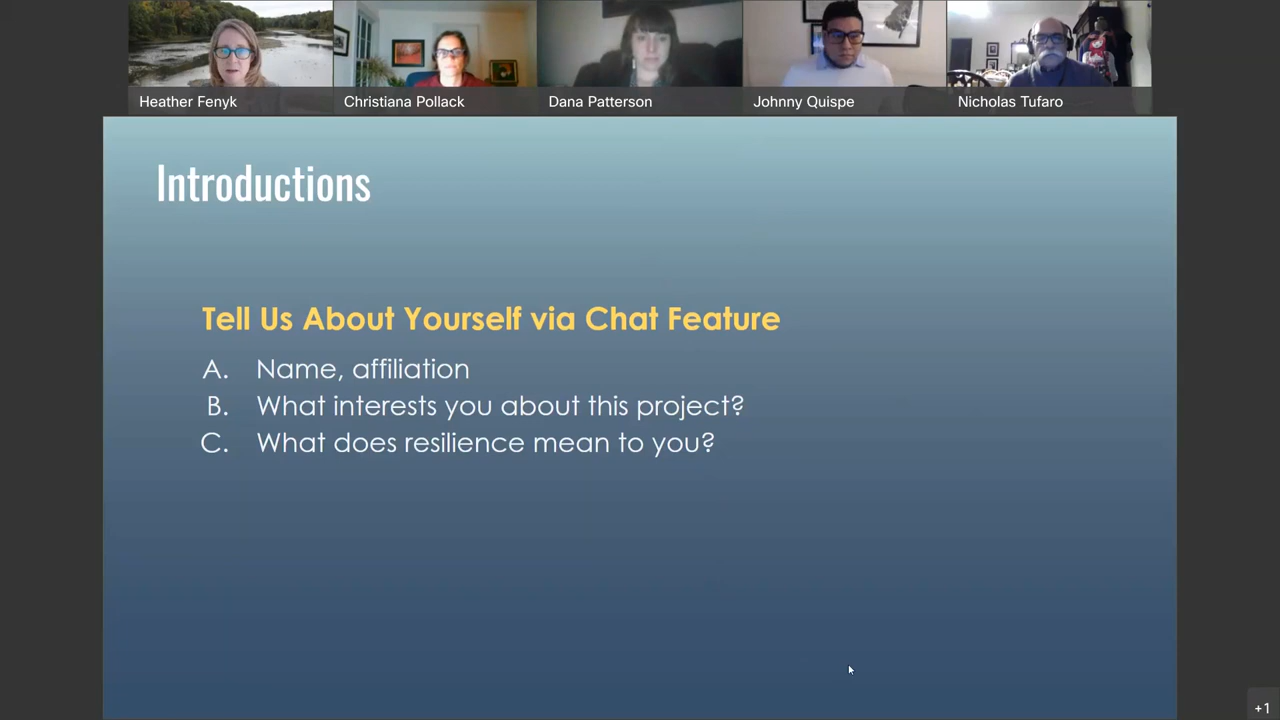 Heather Fenyk
Christiana Pollack
Dana Patterson
Johnny Quispe
Nicholas Tufaro
Introductions
Tell Us About Yourself via Chat Feature
A. Name, affiliation
B. What interests you about this project?
C. What does resilience mean to you?
+1